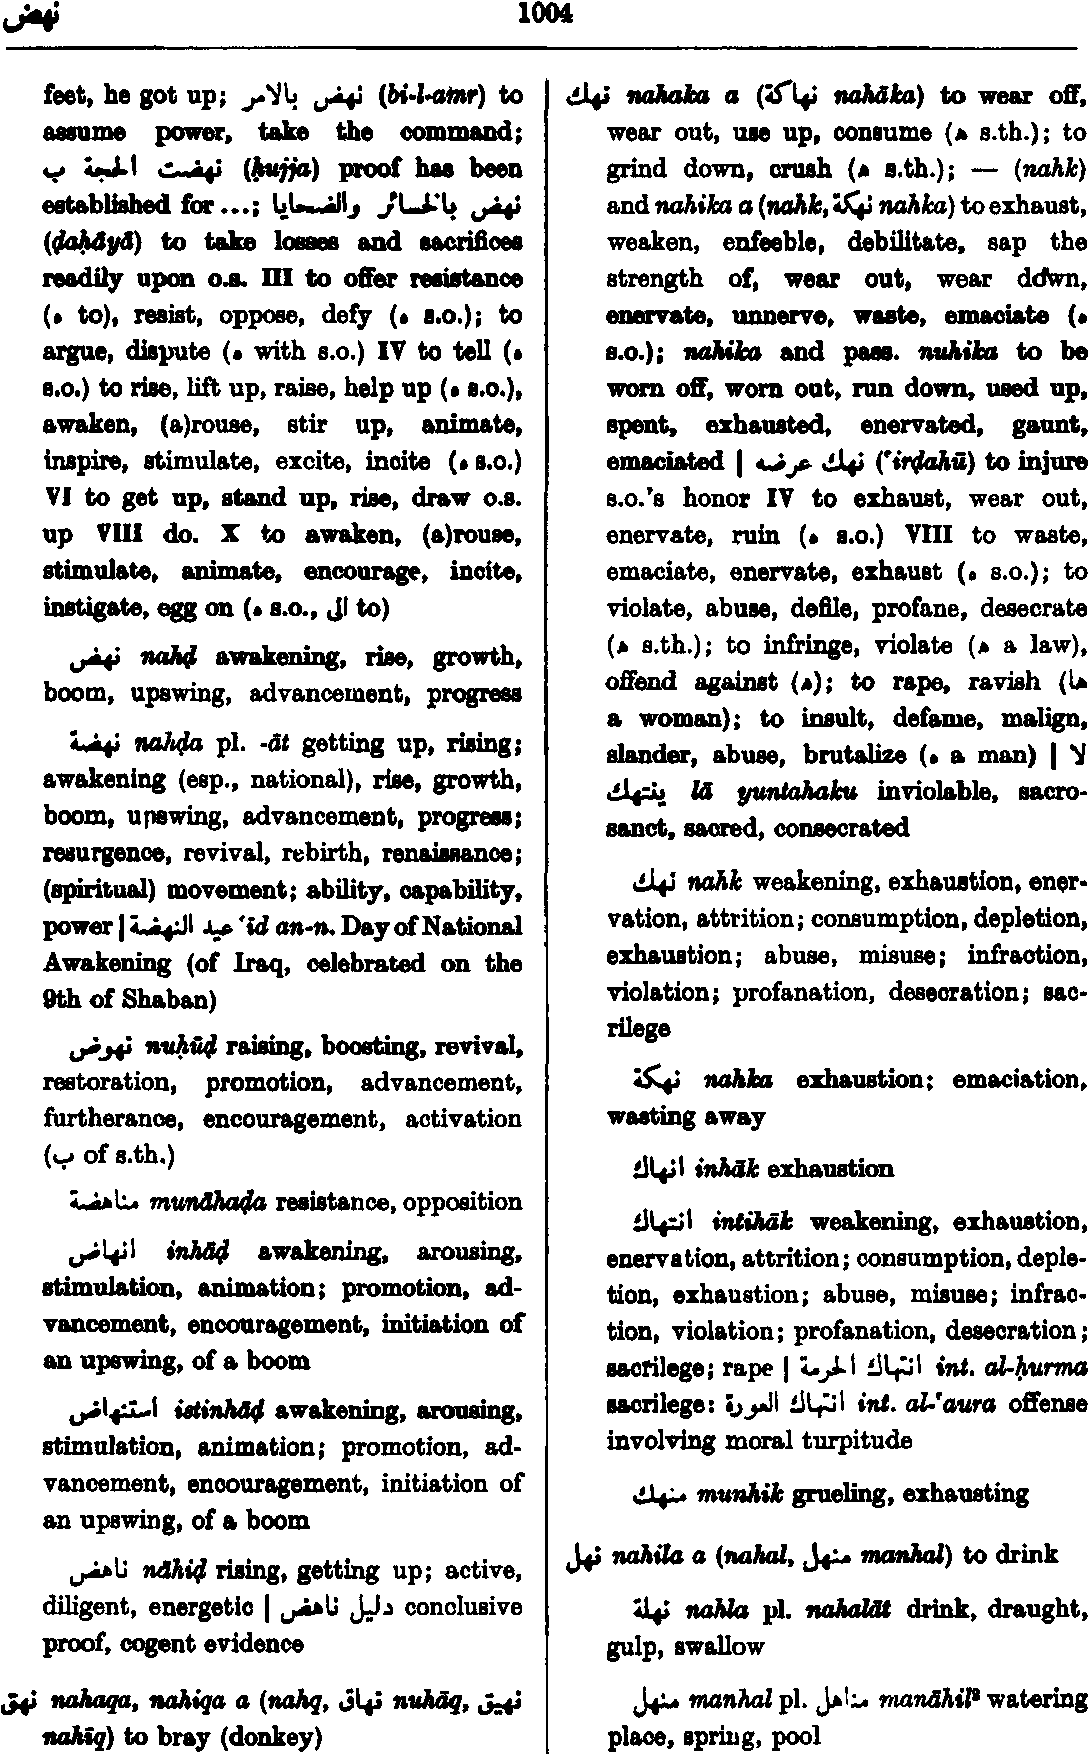 نهض
1004
feet, he got up; نهض بالامر (bi-l-amr) to
assume power, take the command;
نهضت الحجة ب (ḥujja) proof has been
established for ...; نهض بالخسائر والضحايا
(ḍaḥāyā) to take losses and sacrifices
readily upon o.s. III to offer resistance
(ه to), resist, oppose, defy (ه s.o.); to
argue, dispute (ه with s.o.) IV to tell (ه
s.o.) to rise, lift up, raise, help up (ه s.o.),
awaken, (a)rouse, stir up, animate,
inspire, stimulate, excite, incite (ه s.o.)
VI to get up, stand up, rise, draw o.s.
up VIII do. X to awaken, (a)rouse,
stimulate, animate, encourage, incite,
instigate, egg on (ه s.o., الى to)
نهض nahḍ awakening, rise, growth,
boom, upswing, advancement, progress
نهضة nahḍa pl. -āt getting up, rising;
awakening (esp., national), rise, growth,
boom, upswing, advancement, progress;
resurgence, revival, rebirth, renaissance;
(spiritual) movement; ability, capability,
power | عيد النهضة ‘īd an-n. Day of National
Awakening (of Iraq, celebrated on the
9th of Shaban)
نهوض nuḥūḍ raising, boosting, revival,
restoration, promotion, advancement,
furtherance, encouragement, activation
(ب of s.th.)
مناهضة munāhaḍa resistance, opposition
انهاض inhāḍ awakening, arousing,
stimulation, animation; promotion, ad-
vancement, encouragement, initiation of
an upswing, of a boom
استنهاض istinhāḍ awakening, arousing,
stimulation, animation; promotion, ad-
vancement, encouragement, initiation of
an upswing, of a boom
ناهض nāhiḍ rising, getting up; active,
diligent, energetic | دليل ناهض conclusive
proof, cogent evidence
نهق nahaqa, nahiqa a (nahq, نهاق nuhāq, نهيق
nahīq) to bray (donkey)
نهك nahaka a (نهاكة nahāka) to wear off,
wear out, use up, consume (ه s.th.); to
grind down, crush (ه s.th.); — (nahk)
and nahika a (nahk, نهكة nahka) to exhaust,
weaken, enfeeble, debilitate, sap the
strength of, wear out, wear down,
enervate, unnerve, waste, emaciate (ه
s.o.); nahika and pass. nuhika to be
worn off, worn out, run down, used up,
spent, exhausted, enervated, gaunt,
emaciated | نهك عرضه (‘irḍahū) to injure
s.o.'s honor IV to exhaust, wear out,
enervate, ruin (ه s.o.) VIII to waste,
emaciate, enervate, exhaust (ه s.o.); to
violate, abuse, defile, profane, desecrate
(ه s.th.); to infringe, violate (ه a law),
offend against (ه); to rape, ravish (ها
a woman); to insult, defame, malign,
slander, abuse, brutalize (ه a man) | لا
ينتهك lā yuntahaku inviolable, sacro-
sanct, sacred, consecrated
نهك nahk weakening, exhaustion, ener-
vation, attrition; consumption, depletion,
exhaustion; abuse, misuse; infraction,
violation; profanation, desecration; sac-
rilege
نهكة nahka exhaustion; emaciation,
wasting away
انهاك inhāk exhaustion
انتهاك intihāk weakening, exhaustion,
enervation, attrition; consumption, deple-
tion, exhaustion; abuse, misuse; infrac-
tion, violation; profanation, desecration;
sacrilege; rape | انتهاك الحرمة int. al-ḥurma
sacrilege: انتهاك العورة int. al-‘aura offense
involving moral turpitude
منهك munhik grueling, exhausting
نهل nahila a (nahal, منهل manhal) to drink
نهلة nahla pl. nahalāt drink, draught,
gulp, swallow
منهل manhal pl. مناهل manāhil² watering
place, spring, pool